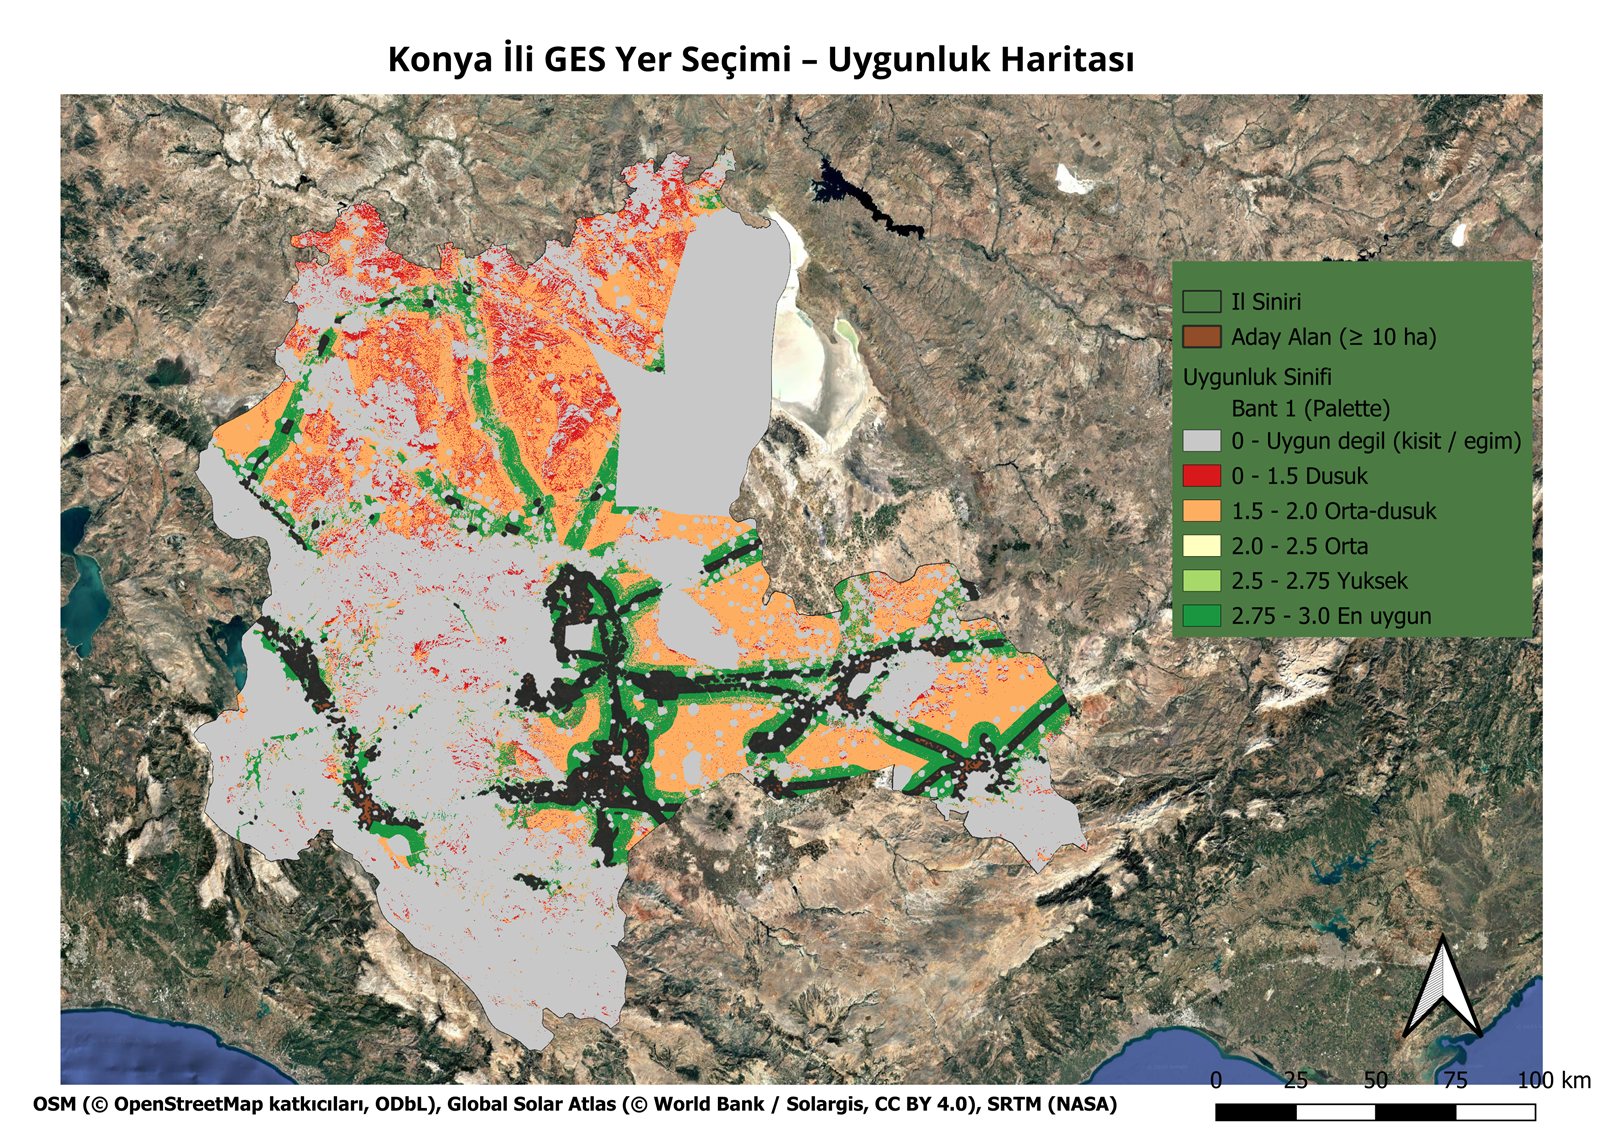 Konya İli GES Yer Seçimi – Uygunluk Haritası
Il Siniri
Aday Alan (≥ 10 ha)
Uygunluk Sinifi
Bant 1 (Palette)
0 - Uygun degil (kisit / egim)
0 - 1.5 Dusuk
1.5 - 2.0 Orta-dusuk
2.0 - 2.5 Orta
2.5 - 2.75 Yuksek
2.75 - 3.0 En uygun
0 25 50 75 100 km
OSM (© OpenStreetMap katkıcıları, ODbL), Global Solar Atlas (© World Bank / Solargis, CC BY 4.0), SRTM (NASA)